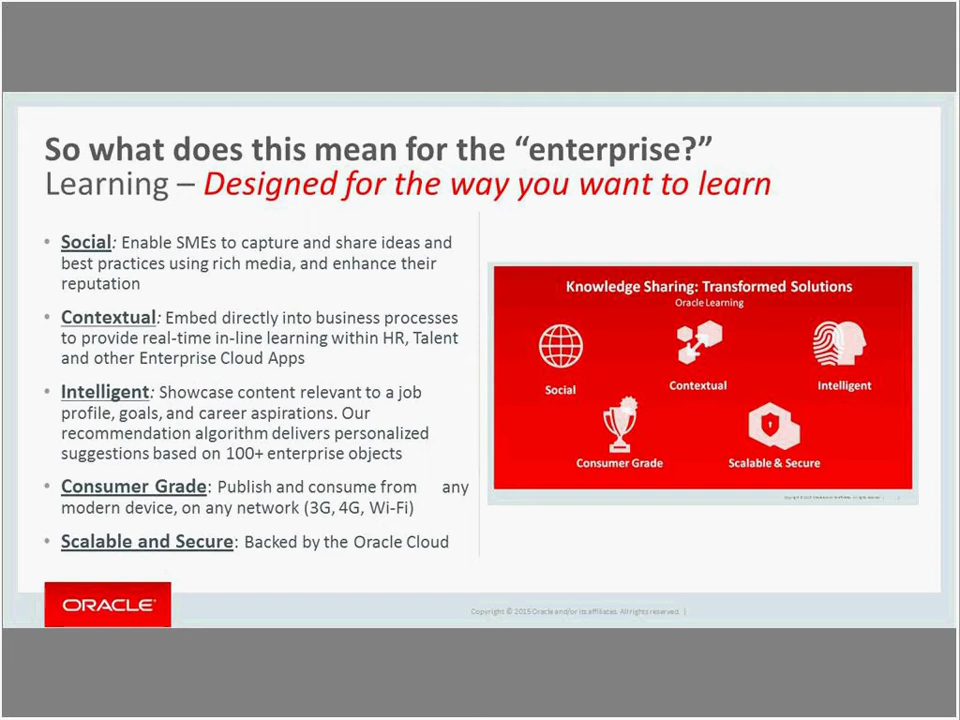 So what does this mean for the “enterprise?”
Learning – Designed for the way you want to learn
• Social: Enable SMEs to capture and share ideas and
best practices using rich media, and enhance their
reputation
• Contextual: Embed directly into business processes
to provide real-time in-line learning within HR, Talent
and other Enterprise Cloud Apps
• Intelligent: Showcase content relevant to a job
profile, goals, and career aspirations. Our
recommendation algorithm delivers personalized
suggestions based on 100+ enterprise objects
• Consumer Grade: Publish and consume from any
modern device, on any network (3G, 4G, Wi-Fi)
• Scalable and Secure: Backed by the Oracle Cloud
Knowledge Sharing: Transformed Solutions
Oracle Learning
Social
Contextual
Intelligent
Consumer Grade
Scalable & Secure
ORACLE
Copyright © 2015 Oracle and/or its affiliates. All rights reserved. |